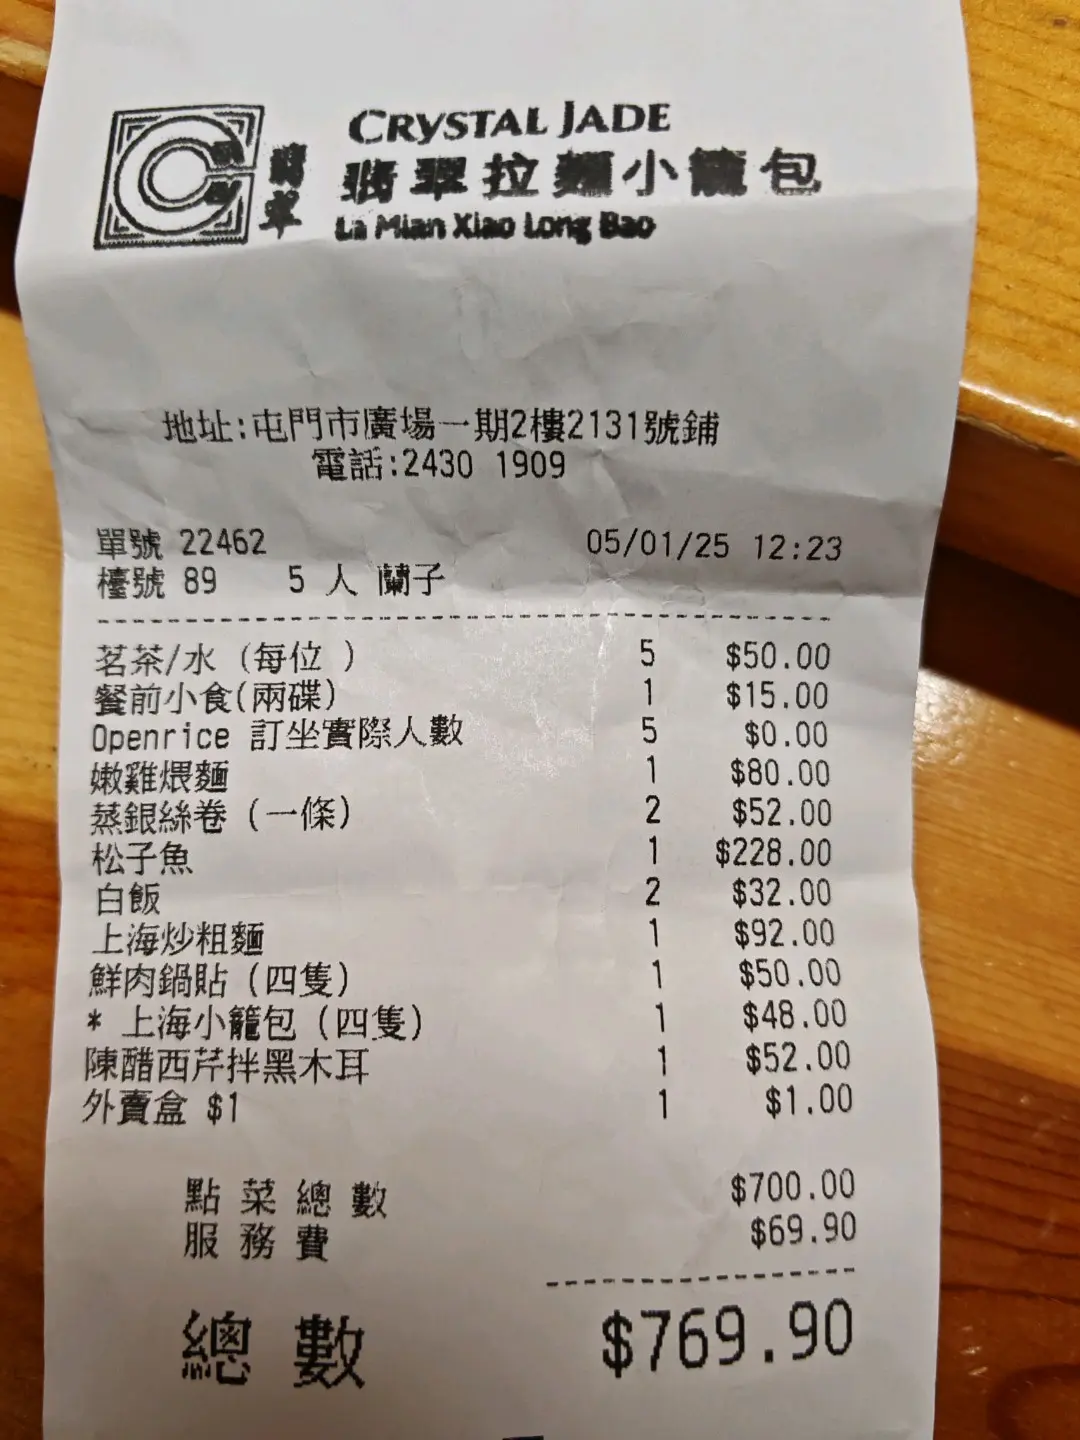 CRYSTAL JADE
翡翠
翡翠拉麵小籠包
La Mian Xiao Long Bao
地址:屯門市廣場一期2樓2131號鋪
電話:2430 1909
單號 22462 05/01/25 12:23
檯號 89 5 人 蘭子
茗茶/水 (每位 ) 5 $50.00
餐前小食(兩碟) 1 $15.00
Openrice 訂坐實際人數 5 $0.00
嫩雞煨麵 1 $80.00
蒸銀絲卷 (一條) 2 $52.00
松子魚 1 $228.00
白飯 2 $32.00
上海炒粗麵 1 $92.00
鮮肉鍋貼 (四隻) 1 $50.00
* 上海小籠包 (四隻) 1 $48.00
陳醋西芹拌黑木耳 1 $52.00
外賣盒 $1 1 $1.00
點 菜 總 數 $700.00
服 務 費 $69.90
總 數 $769.90